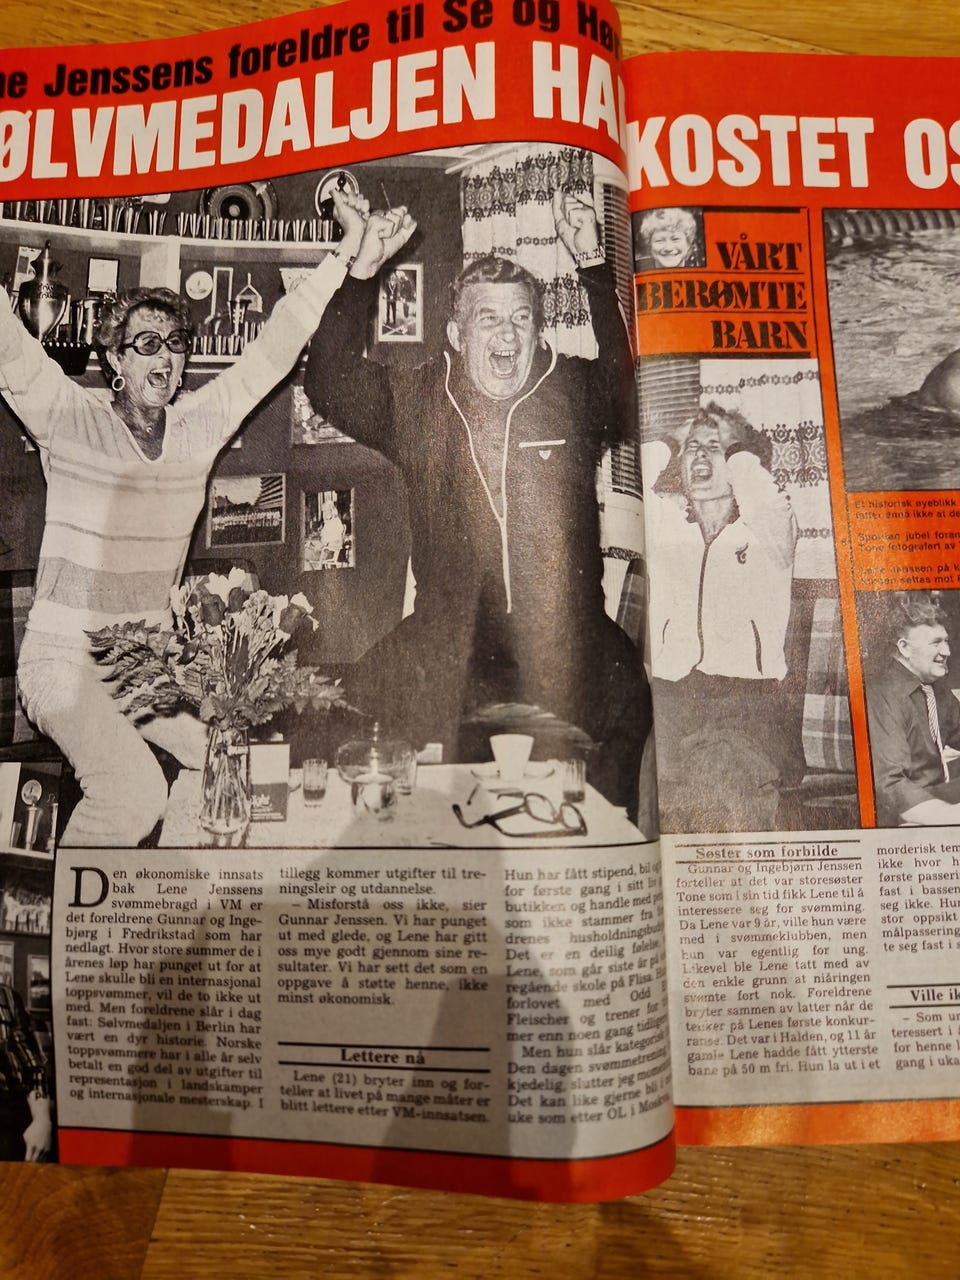 ne Jenssens foreldre til Se og Hør
ØLVMEDALJEN HA
KOSTET OS
VÅRT
BERØMTE
BARN
Et historisk øyeblikk
fatter ennå ikke at de
Spontan jubel foran
Tone fotografert av
Lene Jenssen på k
settes mot
Den økonomiske innsats
bak Lene Jenssens
svømmebragd i VM er
det foreldrene Gunnar og Inge-
bjørg i Fredrikstad som har
nedlagt. Hvor store summer de i
årenes løp har punget ut for at
Lene skulle bli en internasjonal
toppsvømmer, vil de to ikke ut
med. Men foreldrene slår i dag
fast: Sølvmedaljen i Berlin har
vært en dyr historie. Norske
toppsvømmere har i alle år selv
betalt en god del av utgifter til
representasjon i landskamper
og internasjonale mesterskap. I
tillegg kommer utgifter til tre-
ningsleir og utdannelse.
– Misforstå oss ikke, sier
Gunnar Jenssen. Vi har punget
ut med glede, og Lene har gitt
oss mye godt gjennom sine re-
sultater. Vi har sett det som en
oppgave å støtte henne, ikke
minst økonomisk.
Lettere nå
Lene (21) bryter inn og for-
teller at livet på mange måter er
blitt lettere etter VM-innsatsen.
Hun har fått stipend, bil og
for første gang i sitt liv
butikken og handle med pen
som ikke stammer fra
drenes husholdningsbud
Det er en deilig følelse,
Lene, som går siste år på
regående skole på Flisa.
forlovet med Odd
Fleischer og trener for
mer enn noen gang tidlige
Men hun slår kategorisk
Den dagen svømmetrening
kjedelig, slutter jeg momen
Det kan like gjerne bli i n
uke som etter OL i Moskva
Søster som forbilde
Gunnar og Ingebjørn Jenssen
forteller at det var storesøster
Tone som i sin tid fikk Lene til å
interessere seg for svømming.
Da Lene var 9 år, ville hun være
med i svømmeklubben, men
hun var egentlig for ung.
Likevel ble Lene tatt med av
den enkle grunn at niåringen
svømte fort nok. Foreldrene
bryter sammen av latter når de
tenker på Lenes første konkur-
ranse. Det var i Halden, og 11 år
gamle Lene hadde fått ytterste
bane på 50 m fri. Hun la ut i et
morderisk tem
ikke hvor h
første passeri
fast i bassen
seg ikke. Hun
stor oppsikt
målpassering
te seg fast i s
Ville ik
– Som un
teressert i å
for henne l
gang i uka